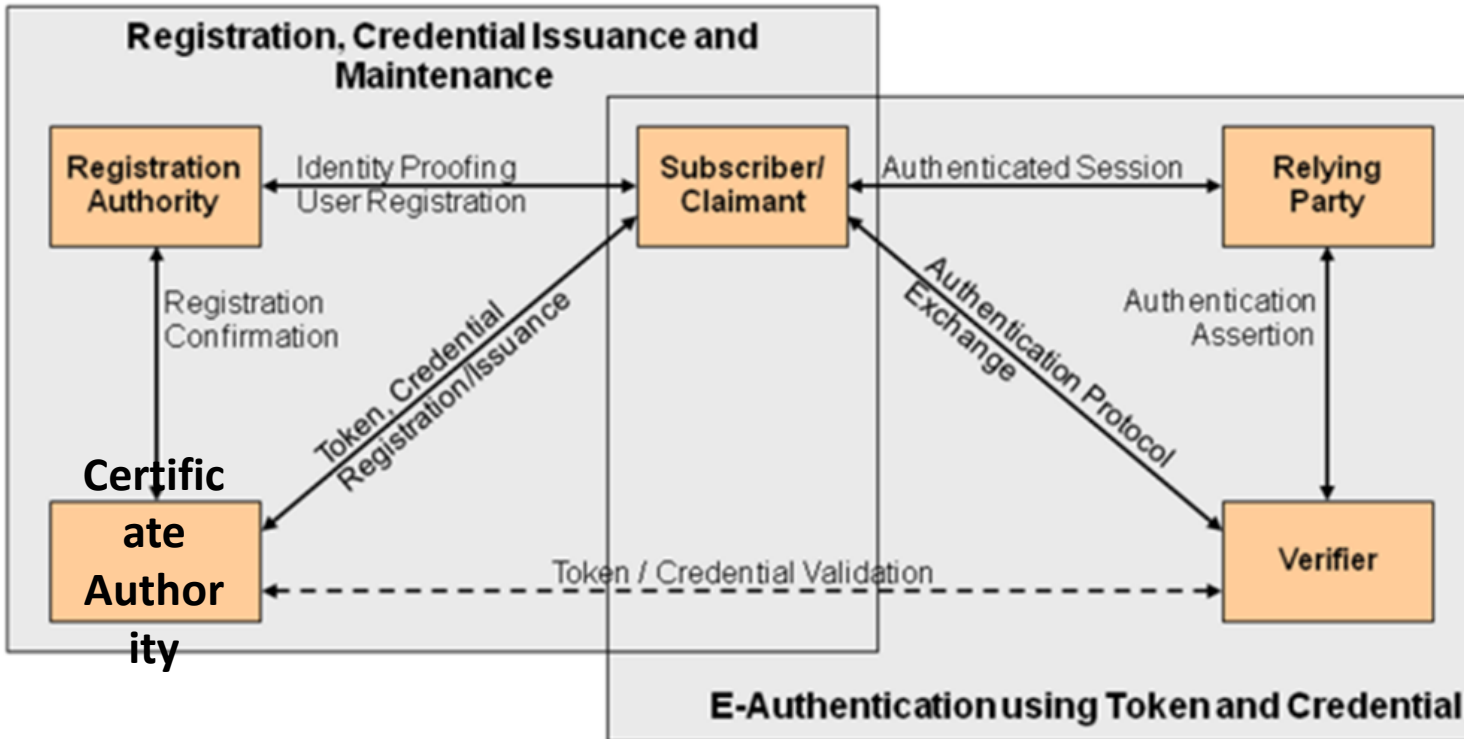 Registration, Credential Issuance and
Maintenance
Registration
Authority
Identity Proofing
User Registration
Subscriber/
Claimant
Authenticated Session
Relying
Party
Registration
Confirmation
Token, Credential
Registration/Issuance
Authentication Protocol
Exchange
Authentication
Assertion
Certific
ate
Author
ity
Token / Credential Validation
Verifier
E-Authentication using Token and Credential